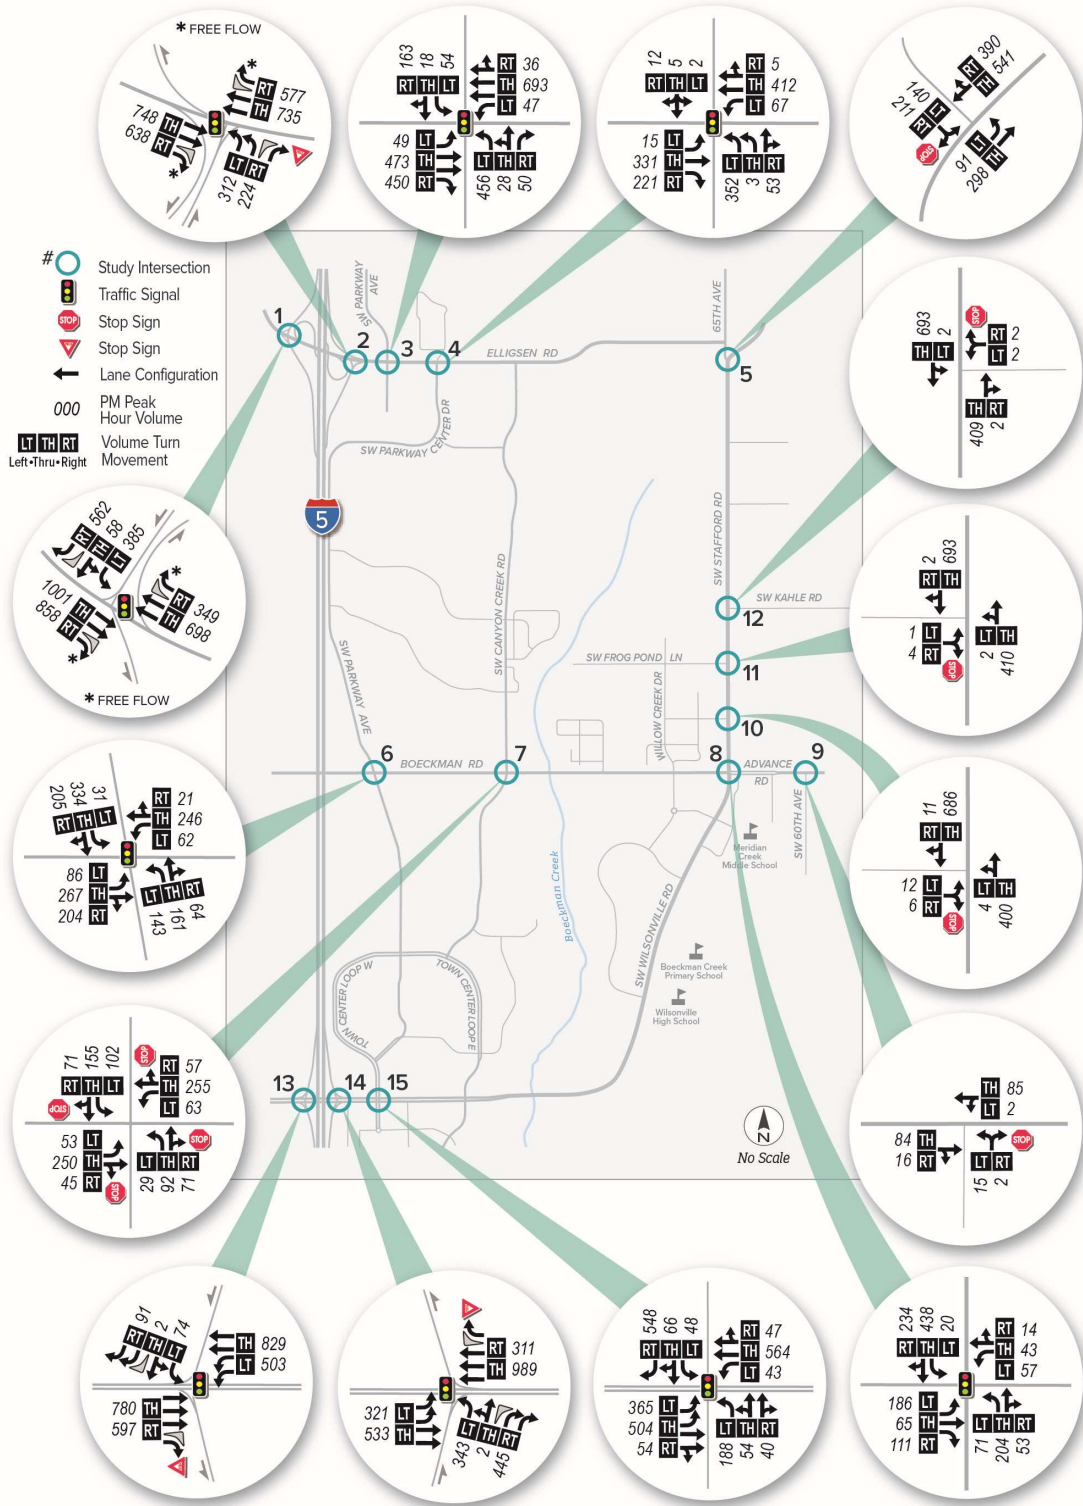 * FREE FLOW
748 TH
638 RT
RT 577
TH 735
LT RT
312 224
*
*
163 18 54
RT TH LT
RT 36
TH 693
LT 47
49 LT
473 TH
450 RT
LT TH RT
456 28 50
12 5 2
RT TH LT
RT 5
TH 412
LT 67
15 LT
331 TH
221 RT
LT TH RT
352 3 53
390 541
RT TH
140 LT
211 RT
STOP
LT TH
91 298
# Study Intersection
Traffic Signal
STOP Stop Sign
Stop Sign
Lane Configuration
000 PM Peak
Hour Volume
LT TH RT Volume Turn
Left•Thru•Right Movement
1
2
3
4
5
6
7
8
9
10
11
12
13
14
15
SW PARKWAY
AVE
65TH AVE
ELLIGSEN RD
SW PARKWAY CENTER DR
5
SW CANYON CREEK RD
SW STAFFORD RD
SW KAHLE RD
SW FROG POND LN
WILLOW CREEK DR
SW PARKWAY AVE
BOECKMAN RD
ADVANCE
RD
SW 60TH AVE
Meridian
Creek
Middle School
Boeckman Creek
SW WILSONVILLE RD
Boeckman Creek
Primary School
Wilsonville
High School
TOWN CENTER LOOP W
TOWN CENTER LOOP E
N
No Scale
693 2
TH LT
STOP
RT 2
LT 2
TH RT
409 2
2 693
RT TH
1 LT
4 RT
STOP
LT TH
2 410
11 686
RT TH
12 LT
6 RT
STOP
LT TH
4 400
TH 85
LT 2
84 TH
16 RT
STOP
LT RT
15 2
562 58 385
RT TH LT
1001 TH
858 RT
RT 349
TH 698
*
*
* FREE FLOW
205 334 31
RT TH LT
RT 21
TH 246
LT 62
86 LT
267 TH
204 RT
LT TH RT
143 161 64
71 155 102
RT TH LT
STOP
STOP
RT 57
TH 255
LT 63
53 LT
250 TH
45 RT
STOP
STOP
LT TH RT
29 92 71
91 2 74
RT TH LT
TH 829
LT 503
780 TH
597 RT
RT 311
TH 989
321 LT
533 TH
LT TH RT
343 2 445
548 66 48
RT TH LT
RT 47
TH 564
LT 43
365 LT
504 TH
54 RT
LT TH RT
188 54 40
234 438 20
RT TH LT
RT 14
TH 43
LT 57
186 LT
65 TH
111 RT
LT TH RT
71 204 53